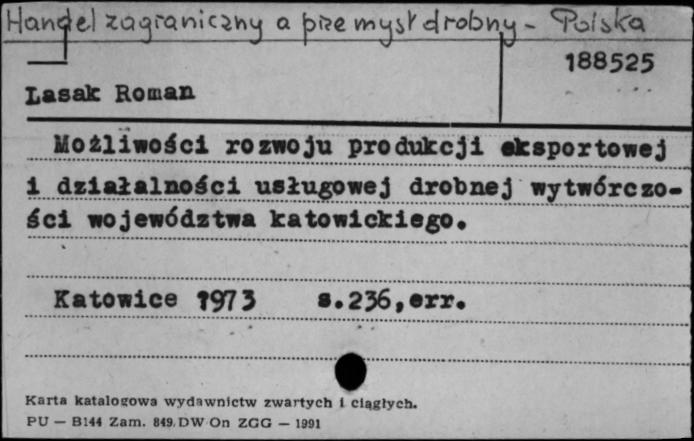 Handel zagraniczny a przemysł drobny - Polska
188525
Lasak Roman
Możliwości rozwoju produkcji eksportowej
i działalności usługowej drobnej wytwórczo-
ści województwa katowickiego.
Katowice 1973 s.236,err.
Karta katalogowa wydawnictw zwartych i ciągłych.
PU — B144 Zam. 849. DW On ZGG — 1991